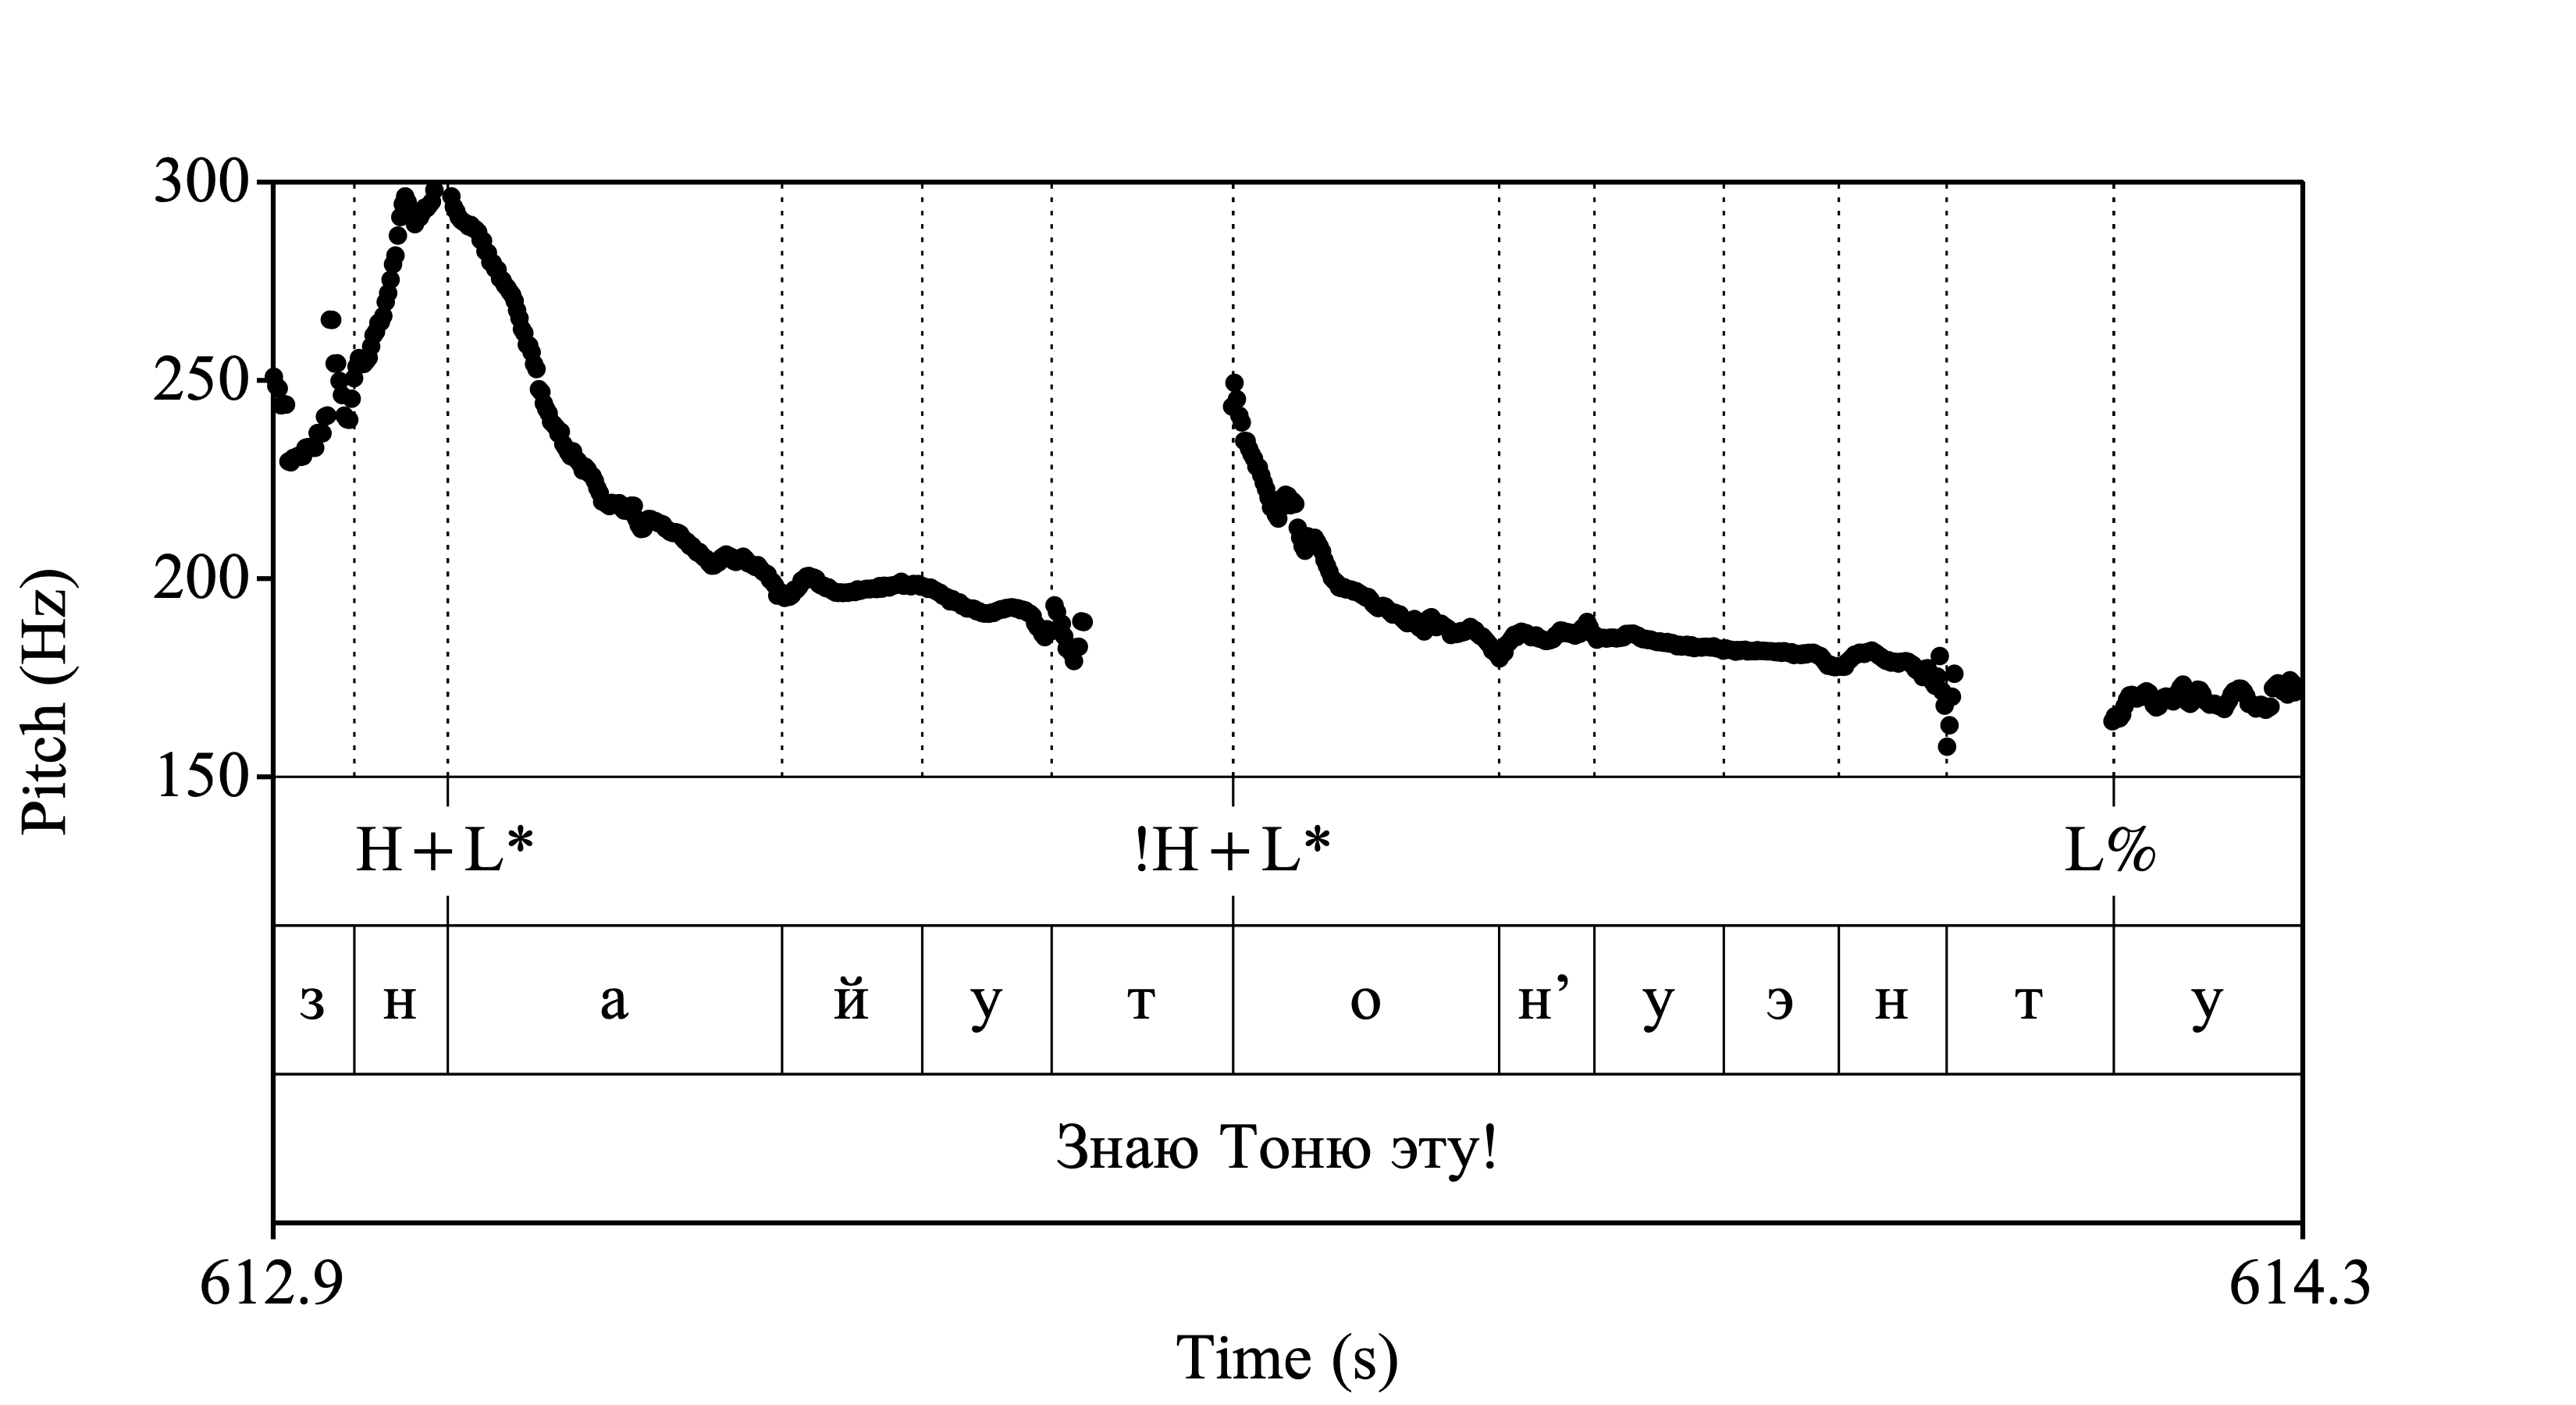 300
250
200
150
Pitch (Hz)
H+L* !H+L* L%
з н а й у т о н’ у э н т у
Знаю Тоню эту!
612.9 614.3
Time (s)